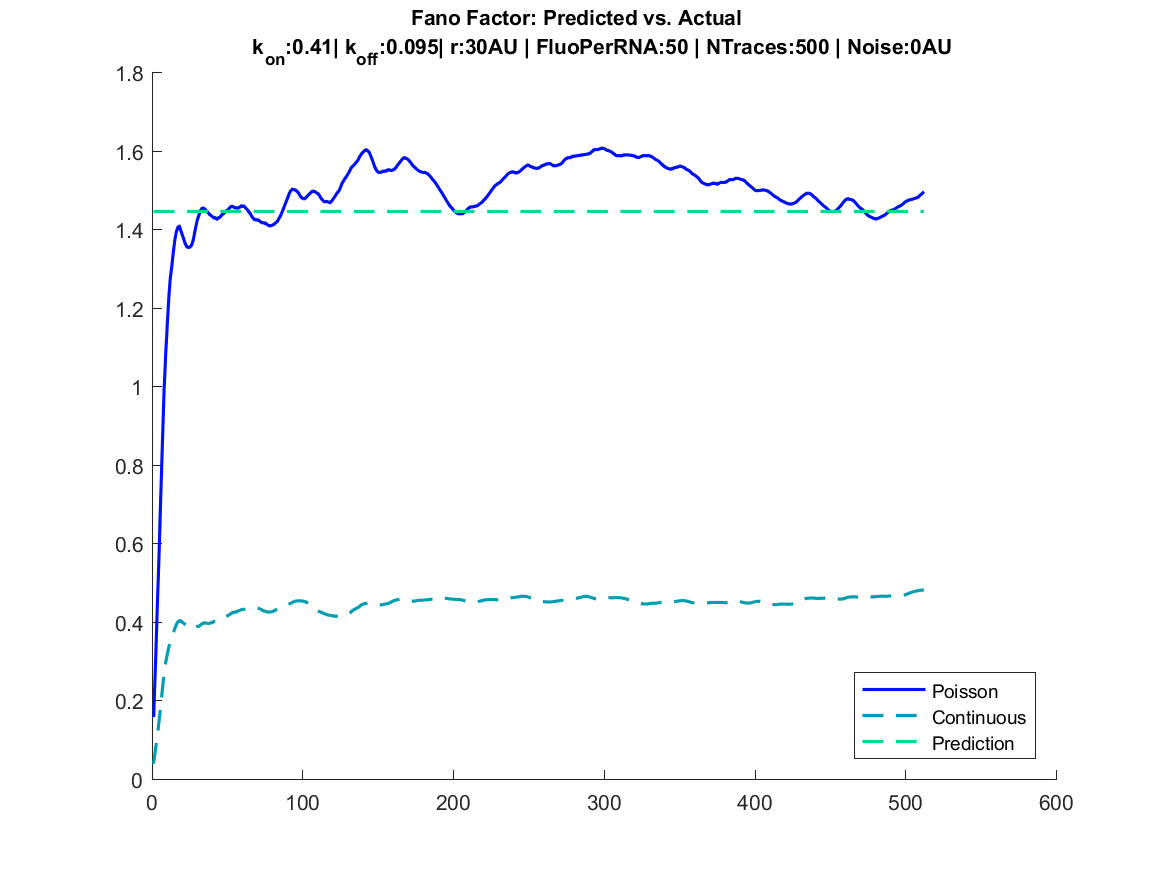 Fano Factor: Predicted vs. Actual
k_on:0.41| k_off:0.095| r:30AU | FluoPerRNA:50 | NTraces:500 | Noise:0AU
1.8
1.6
1.4
1.2
1
0.8
0.6
0.4
0.2
0
0 100 200 300 400 500 600
Poisson
Continuous
Prediction